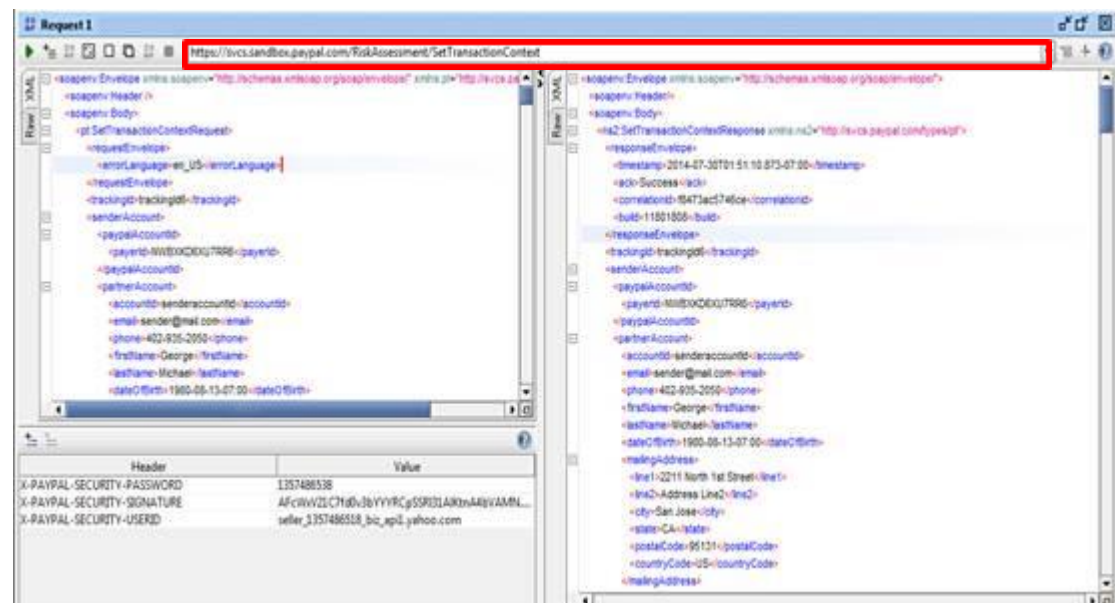 Request 1
https://svcs.sandbox.paypal.com/RiskAssessment/SetTransactionContext
XML
Raw
<soapenv:Envelope xmlns:soapenv="http://schemas.xmlsoap.org/soap/envelope/" xmlns:pt="http://svcs.pa
<soapenv:Header/>
<soapenv:Body>
<pt:SetTransactionContextRequest>
<requestEnvelope>
<errorLanguage>en_US</errorLanguage>
</requestEnvelope>
<trackingId>trackingId6</trackingId>
<senderAccount>
<paypalAccountId>
</paypalAccountId>
<partnerAccount>
<accountId>senderaccountId</accountId>
<email>sender@mail.com</email>
<phone>402-935-2050</phone>
<firstName>George</firstName>
<lastName>Michael</lastName>
<dateOfBirth>1980-08-13-07:00</dateOfBirth>
Header Value
X-PAYPAL-SECURITY-PASSWORD 1357486538
X-PAYPAL-SECURITY-SIGNATURE
X-PAYPAL-SECURITY-USERID seller_1357486518_biz_api1.yahoo.com
XML
Raw
<soapenv:Envelope xmlns:soapenv="http://schemas.xmlsoap.org/soap/envelope/">
<soapenv:Header/>
<soapenv:Body>
<ns2:SetTransactionContextResponse xmlns:ns2="http://svcs.paypal.com/types/pt">
<responseEnvelope>
<timestamp>2014-07-30T01:51:10.873-07:00</timestamp>
<ack>Success</ack>
<correlationId>f8473ac5746ce</correlationId>
<build>11801808</build>
</responseEnvelope>
<trackingId>trackingId6</trackingId>
<senderAccount>
<paypalAccountId>
</paypalAccountId>
<partnerAccount>
<accountId>senderaccountId</accountId>
<email>sender@mail.com</email>
<phone>402-935-2050</phone>
<firstName>George</firstName>
<lastName>Michael</lastName>
<dateOfBirth>1980-08-13-07:00</dateOfBirth>
<mailingAddress>
<line1>2211 North 1st Street</line1>
<line2>Address Line2</line2>
<city>San Jose</city>
<state>CA</state>
<postalCode>95131</postalCode>
<countryCode>US</countryCode>
</mailingAddress>